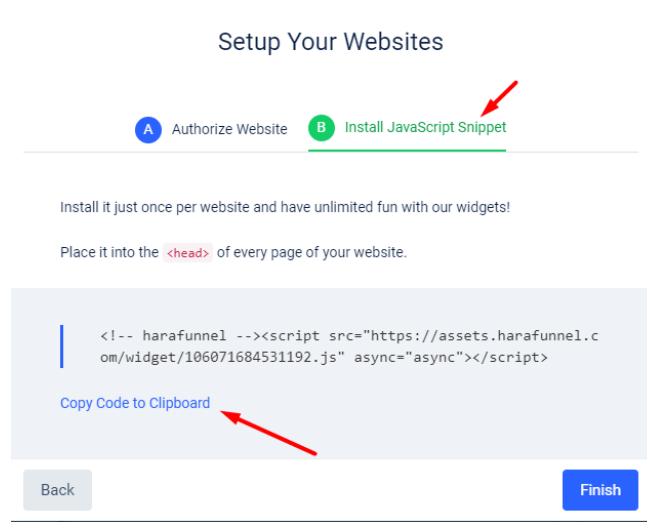 Setup Your Websites
A Authorize Website B Install JavaScript Snippet
Install it just once per website and have unlimited fun with our widgets!
Place it into the <head> of every page of your website.
<!-- harafunnel --><script src="https://assets.harafunnel.c
om/widget/106071684531192.js" async="async"></script>
Copy Code to Clipboard
Back Finish